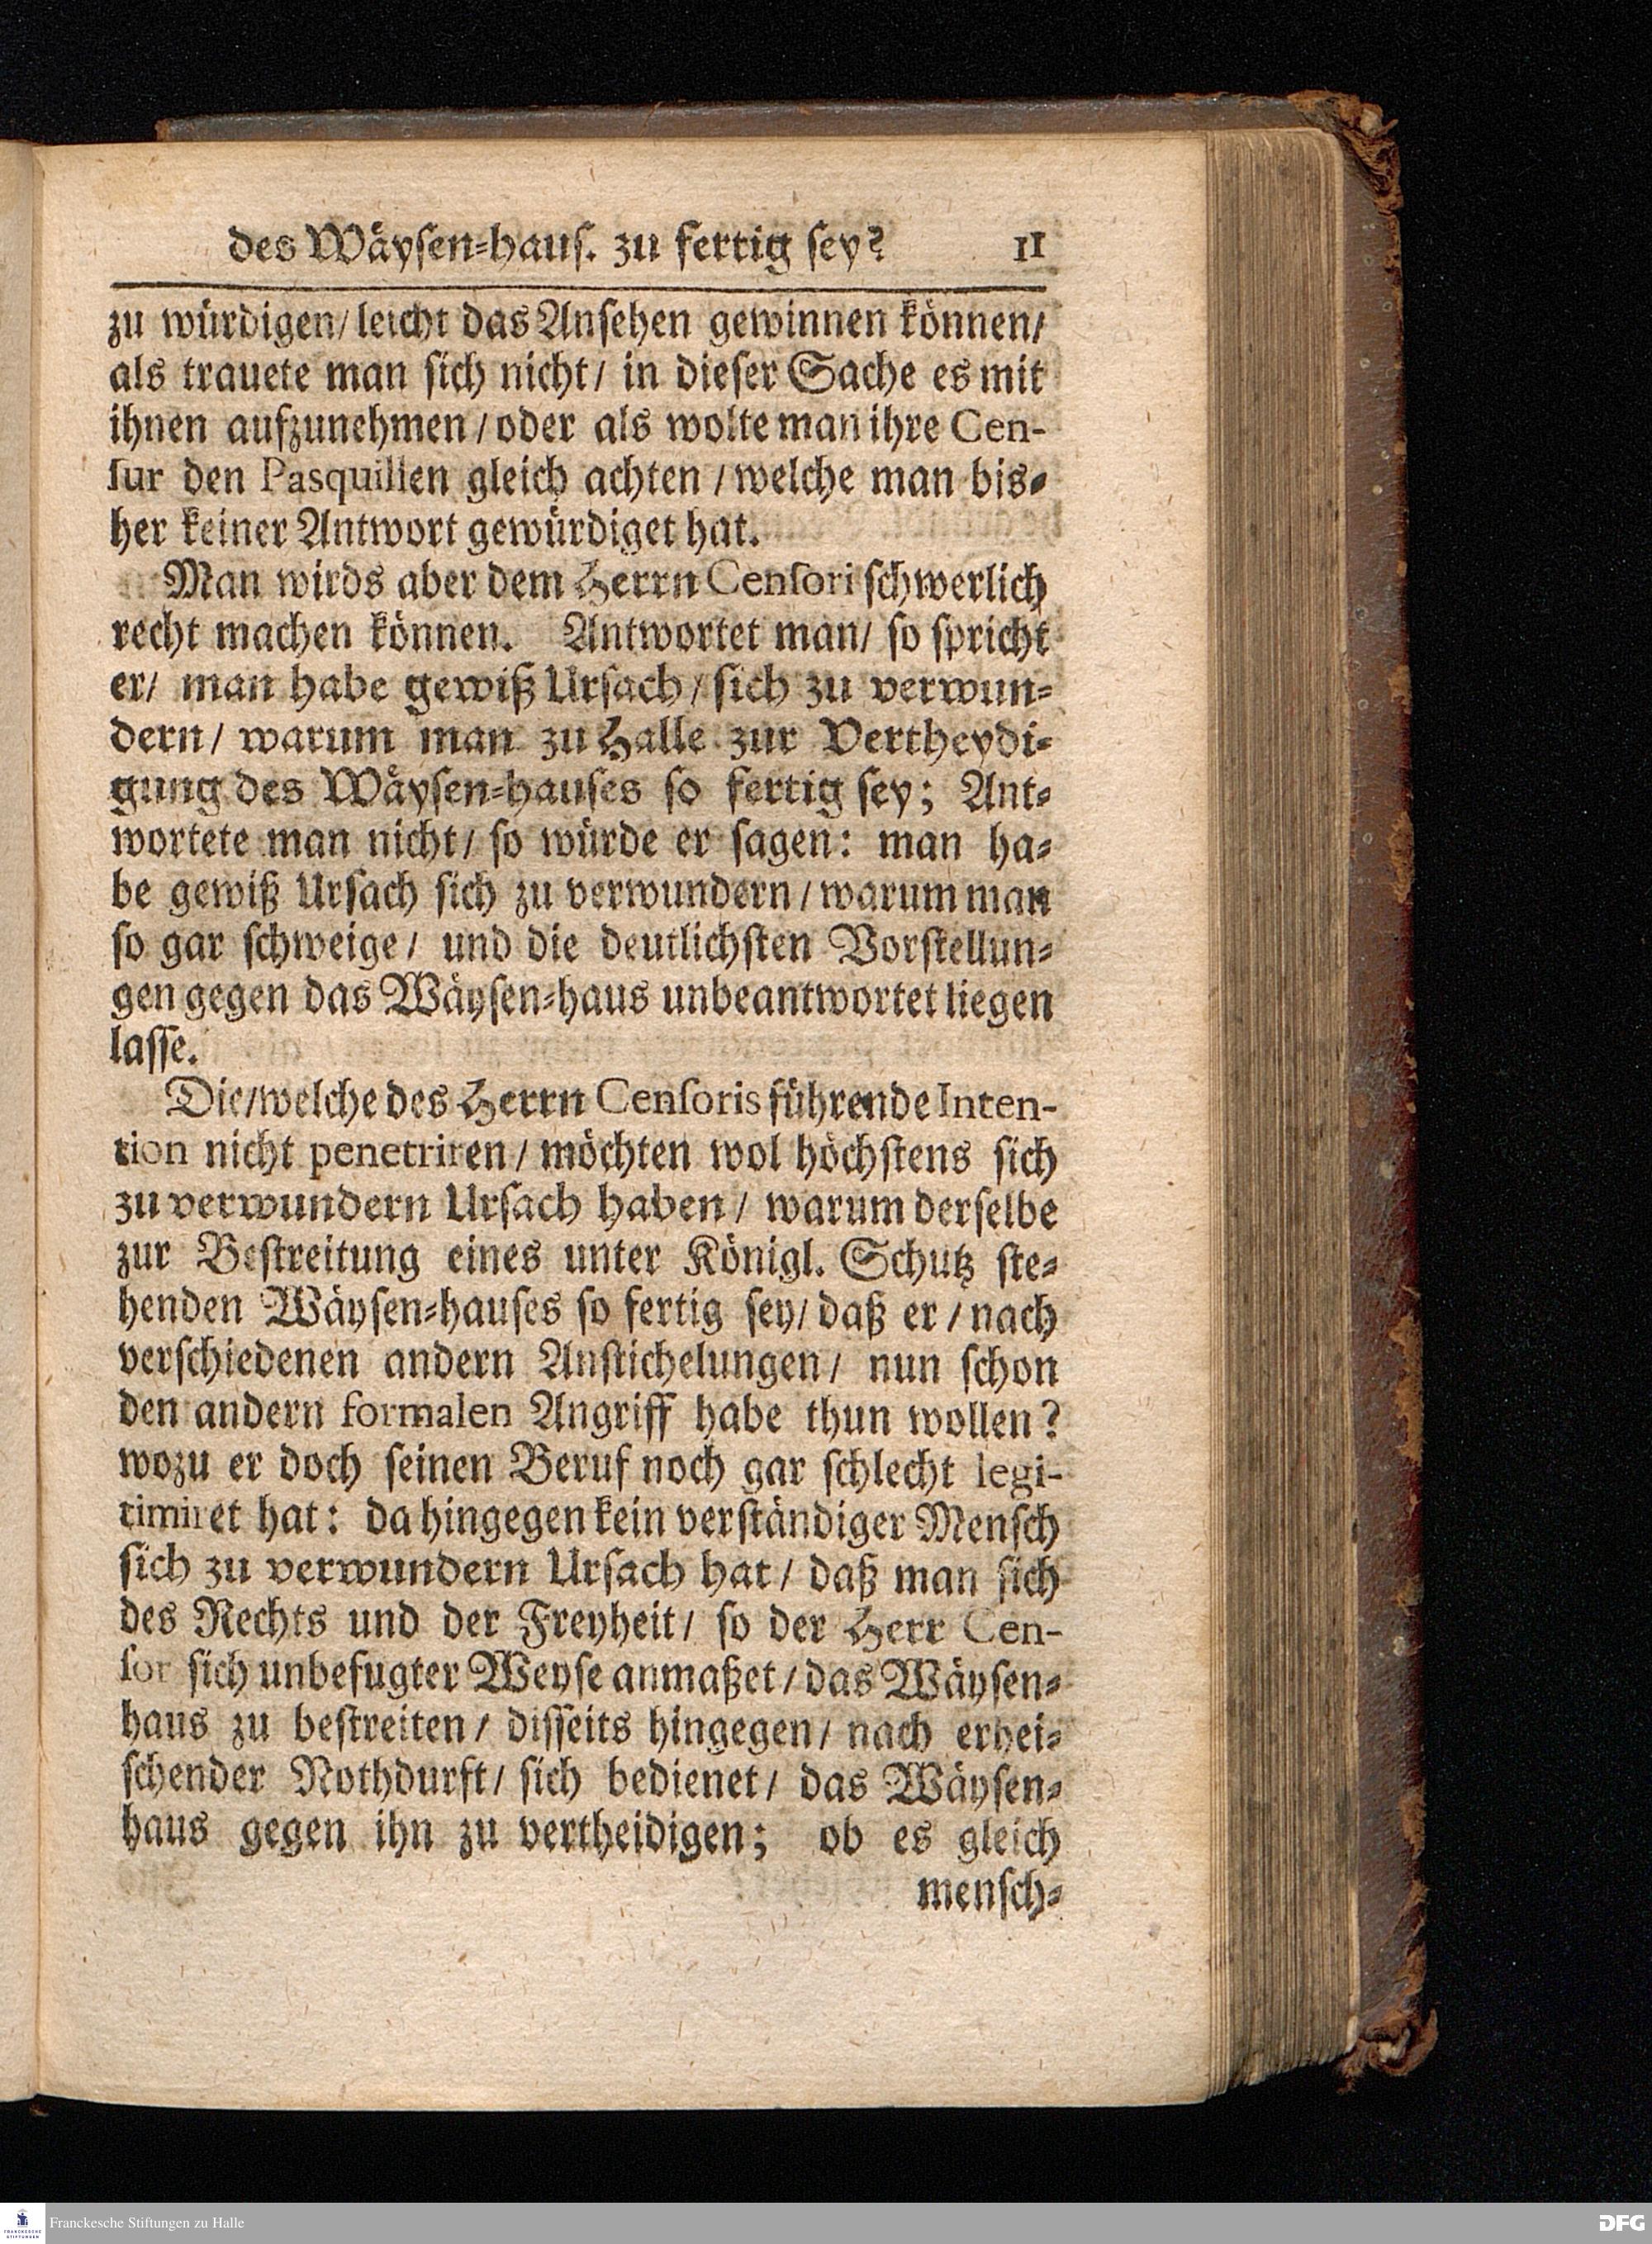 des Wäysen-haus. zu fertig sey? 11
zu würdigen/ leicht das Ansehen gewinnen können/
als trauete man sich nicht/ in dieser Sache es mit
ihnen aufzunehmen/ oder als wolte man ihre Cen-
sur den Pasquillen gleich achten/ welche man bis-
her keiner Antwort gewürdiget hat.
Man wirds aber dem Herrn Censori schwerlich
recht machen können. Antwortet man/ so spricht
er/ man habe gewiß Ursach/ sich zu verwun-
dern/ warum man zu Halle zur Vertheydi-
gung des Wäysen-hauses so fertig sey; Ant-
wortete man nicht/ so würde er sagen: man ha-
be gewiß Ursach sich zu verwundern/ warum man
so gar schweige/ und die deutlichsten Vorstellun-
gen gegen das Wäysen-haus unbeantwortet liegen
lasse.
Die/welche des Herrn Censoris führende Inten-
tion nicht penetriren/ möchten wol höchstens sich
zu verwundern Ursach haben/ warum derselbe
zur Bestreitung eines unter Königl. Schutz ste-
henden Wäysen-hauses so fertig sey/ daß er/ nach
verschiedenen andern Anstichelungen/ nun schon
den andern formalen Angriff habe thun wollen?
wozu er doch seinen Beruf noch gar schlecht legi-
timiret hat: da hingegen kein verständiger Mensch
sich zu verwundern Ursach hat/ daß man sich
des Rechts und der Freyheit/ so der Herr Cen-
sor sich unbefugter Weyse anmaßet/ das Wäysen-
haus zu bestreiten/ disseits hingegen/ nach erhei-
schender Nothdurft/ sich bedienet/ das Wäysen-
haus gegen ihn zu vertheidigen; ob es gleich
mensch-
FRANCKESCHE STIFTUNGEN
Franckesche Stiftungen zu Halle
DFG